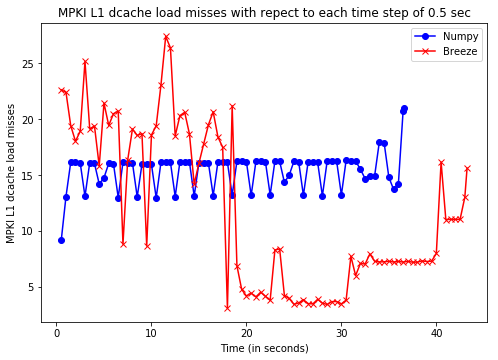 MPKI L1 dcache load misses with repect to each time step of 0.5 sec
Numpy
Breeze
MPKI L1 dcache load misses
25
20
15
10
5
0
10
20
30
40
Time (in seconds)